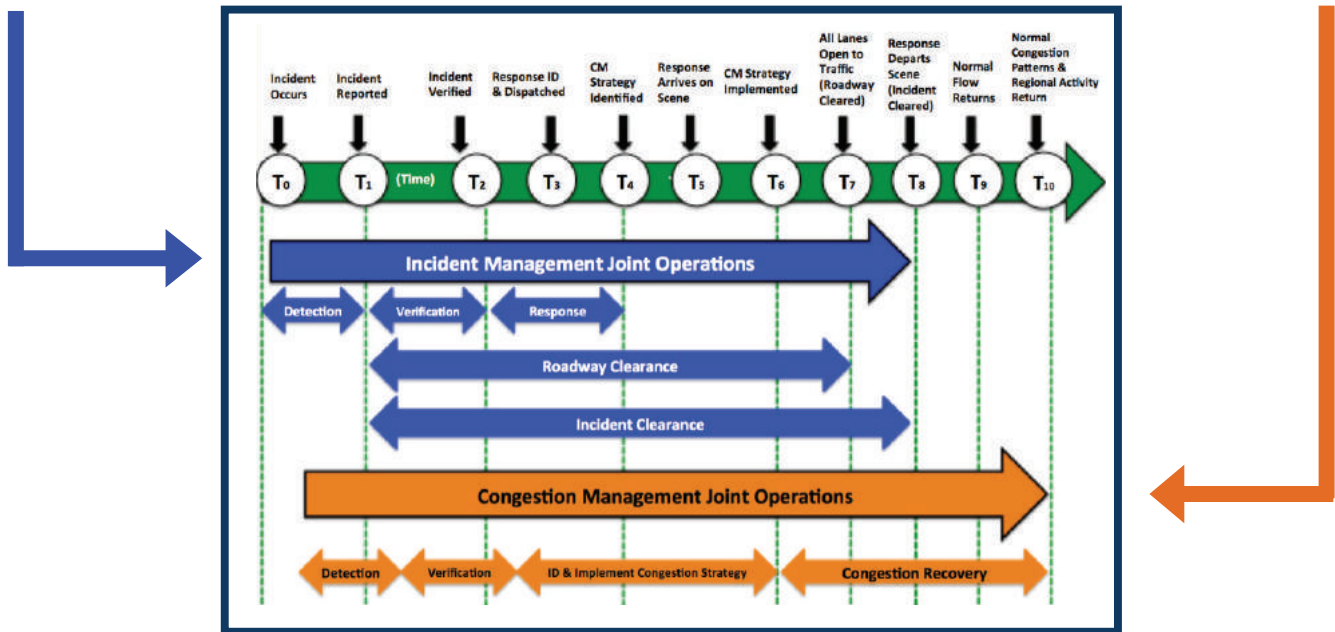 Incident
Occurs
Incident
Reported
Incident
Verified
Response ID
& Dispatched
CM
Strategy
Identified
Response
Arrives on
Scene
CM Strategy
Implemented
All Lanes
Open to
Traffic
(Roadway
Cleared)
Response
Departs
Scene
(Incident
Cleared)
Normal
Flow
Returns
Normal
Congestion
Patterns &
Regional Activity
Return
T0
T1
(Time)
T2
T3
T4
T5
T6
T7
T8
T9
T10
Incident Management Joint Operations
Detection
Verification
Response
Roadway Clearance
Incident Clearance
Congestion Management Joint Operations
Detection
Verification
ID & Implement Congestion Strategy
Congestion Recovery